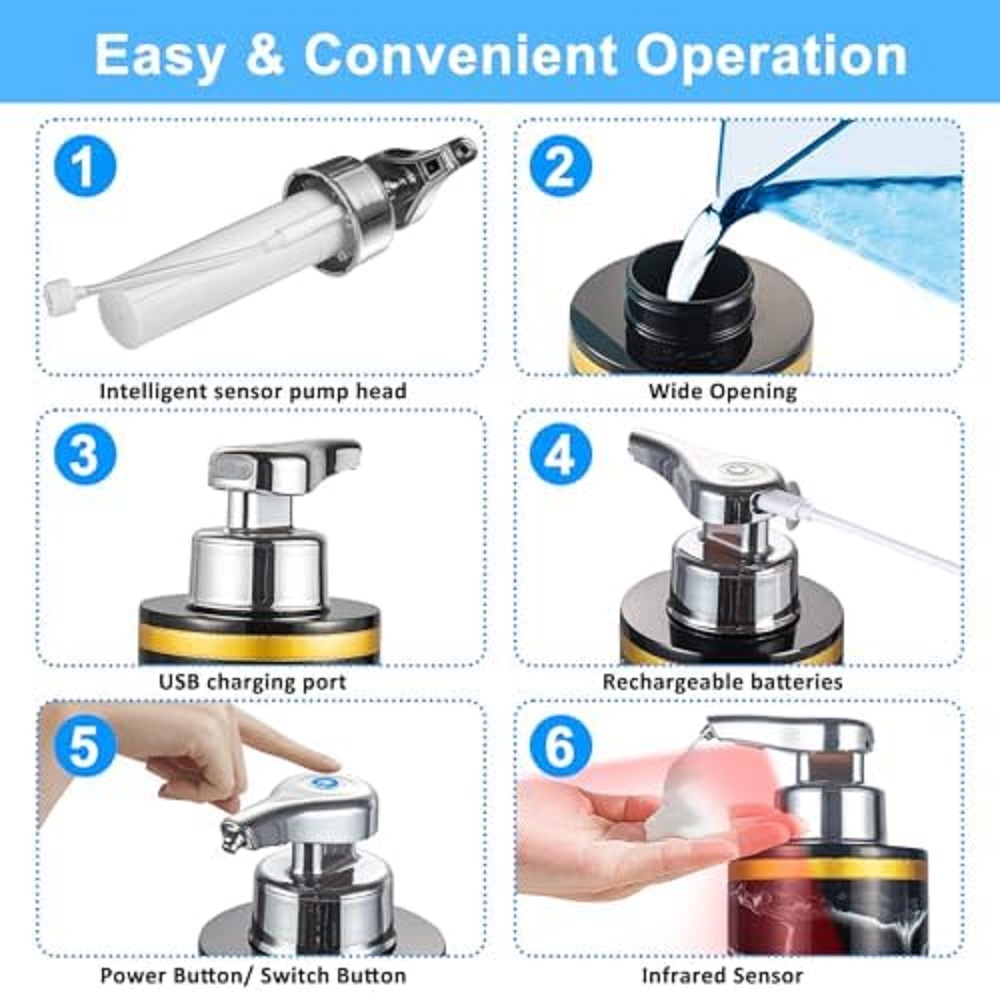 Easy & Convenient Operation
1
2
Intelligent sensor pump head
Wide Opening
3
4
USB charging port
Rechargeable batteries
5
6
Power Button/ Switch Button
Infrared Sensor